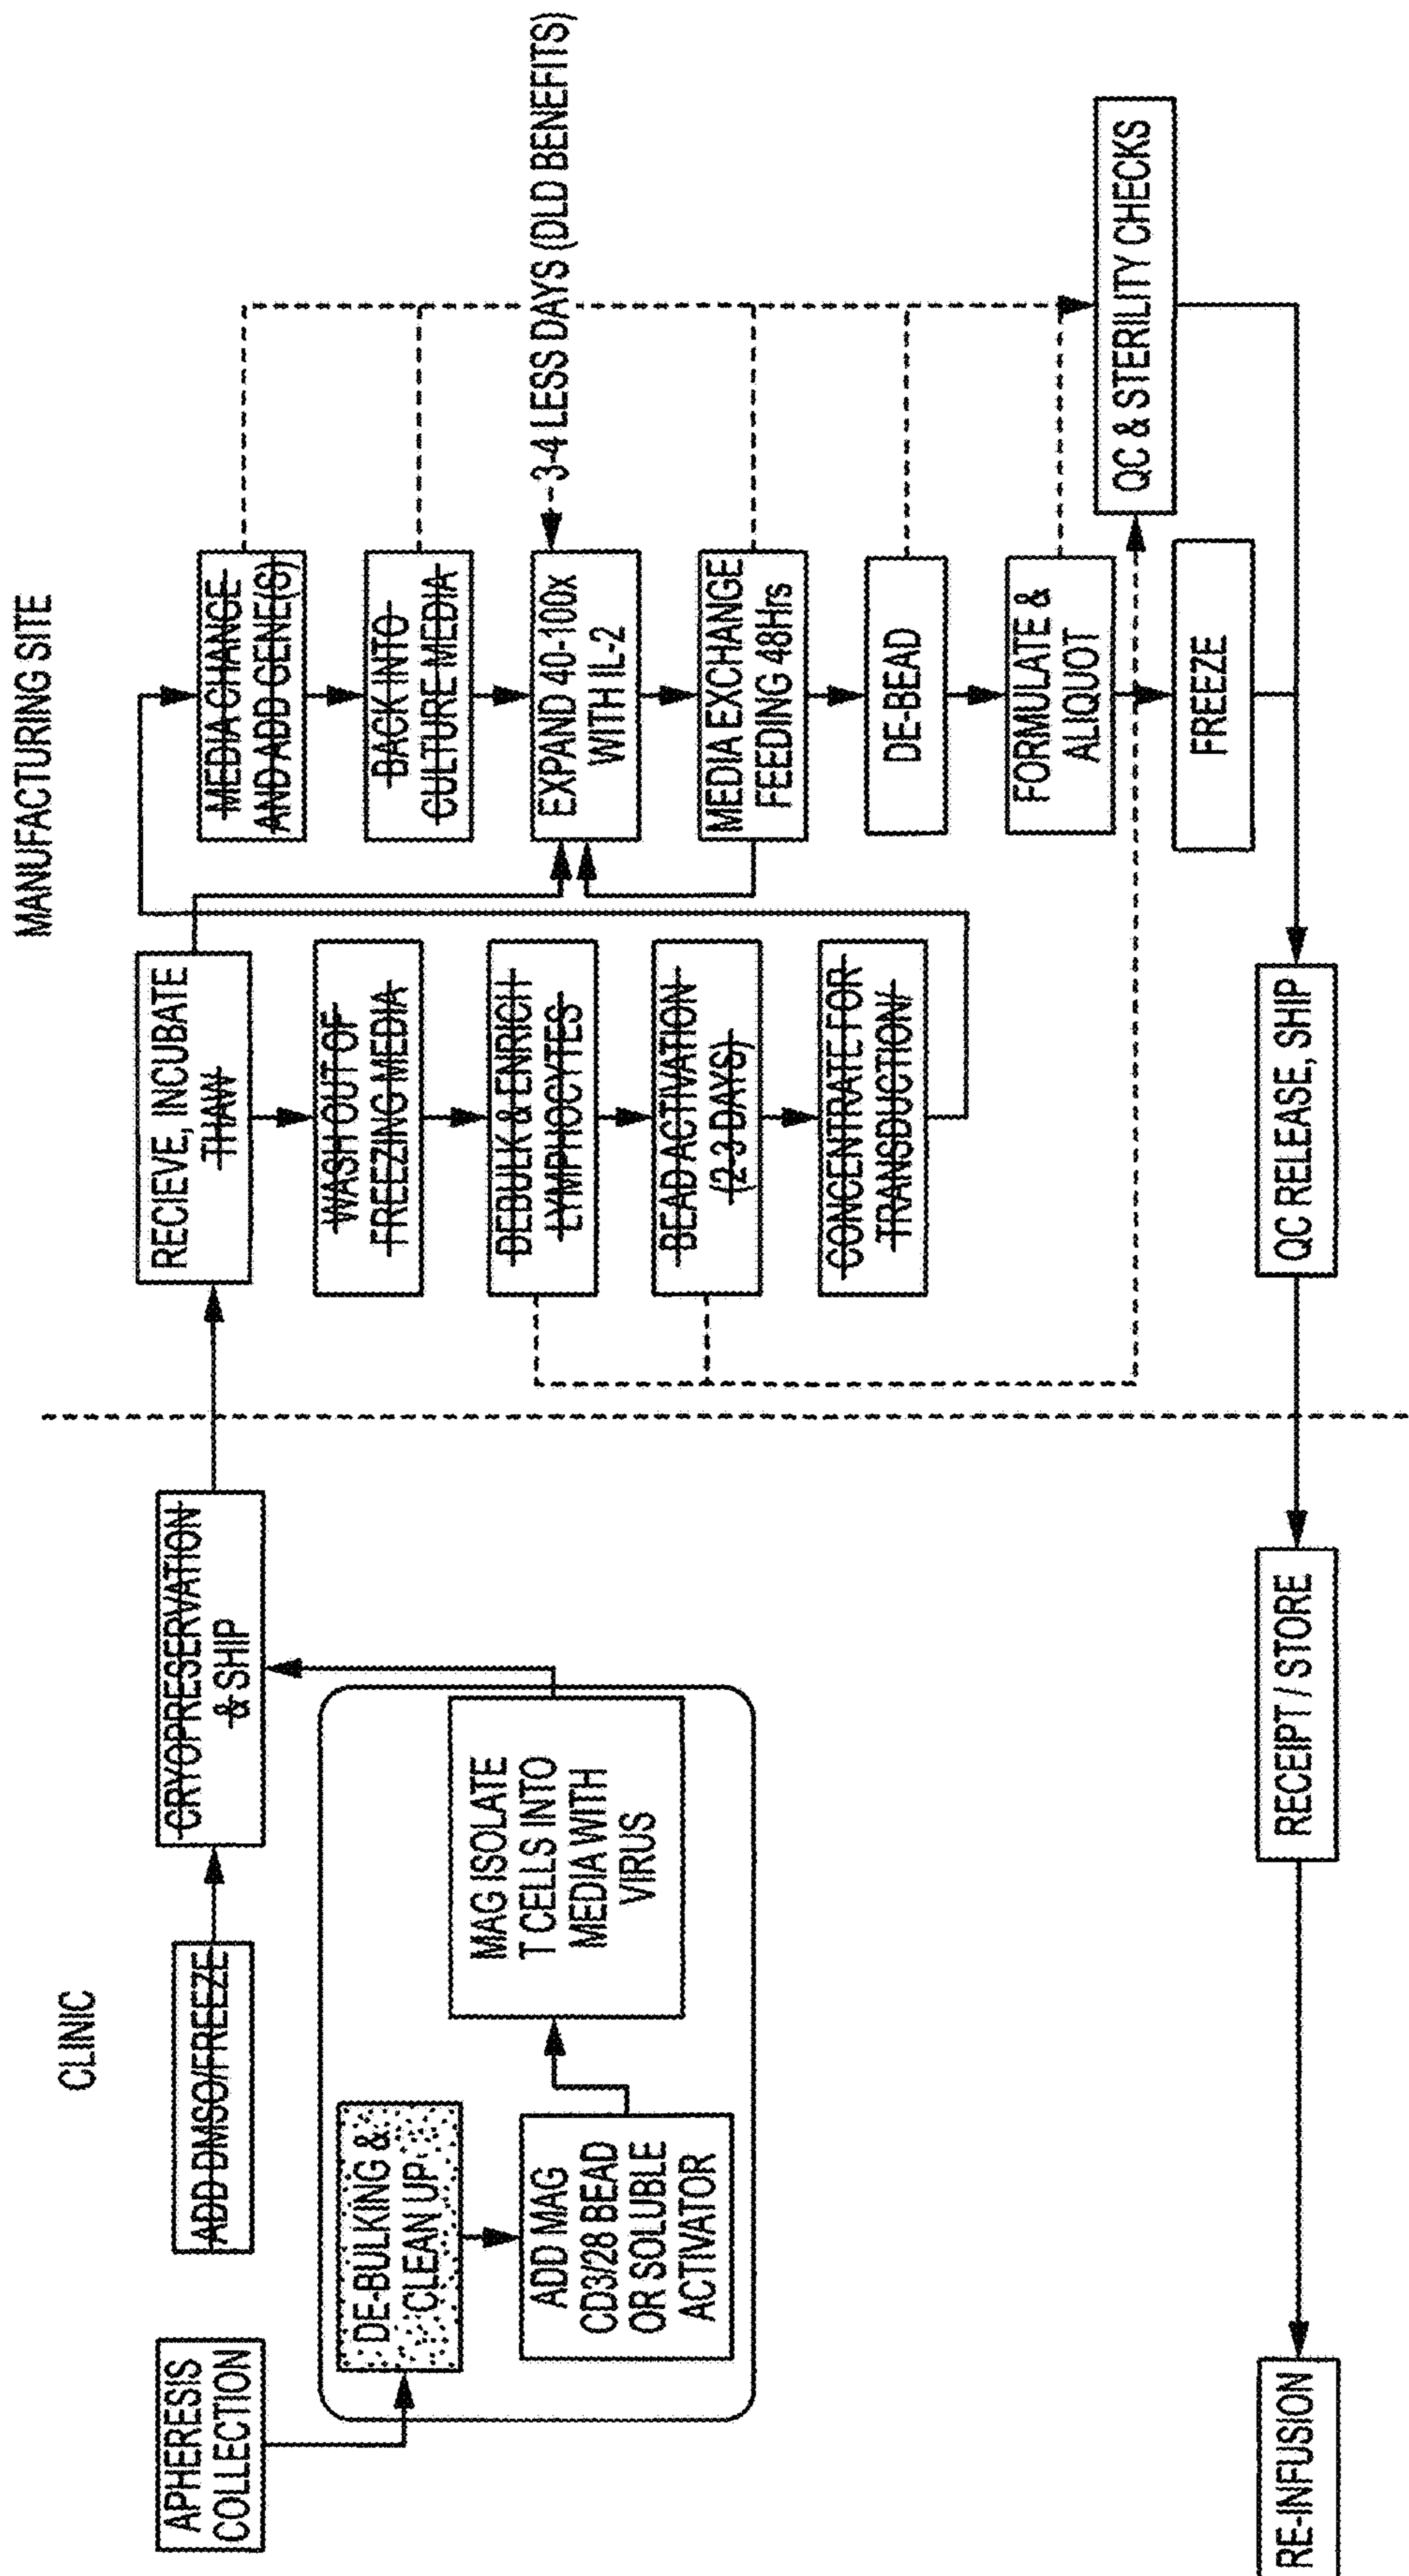 CLINIC
MANUFACTURING SITE
APHERESIS
COLLECTION
ADD DMSO/FREEZE
CRYOPRESERVATION
& SHIP
DE-BULKING &
CLEAN UP
ADD MAG
CD3/28 BEAD
OR SOLUBLE
ACTIVATOR
MAG ISOLATE
T CELLS INTO
MEDIA WITH
VIRUS
RECIEVE, INCUBATE
THAW
WASH OUT OF
FREEZING MEDIA
DEBULK & ENRICH
LYMPHOCYTES
BEAD ACTIVATION
(2-3 DAYS)
CONCENTRATE FOR
TRANSDUCTION/
MEDIA CHANGE
AND ADD GENE(S)
BACK INTO
CULTURE MEDIA
EXPAND 40-100x
WITH IL-2
3-4 LESS DAYS (DLD BENEFITS)
MEDIA EXCHANGE
FEEDING 48Hrs
DE-BEAD
FORMULATE &
ALIQUOT
QC & STERILITY CHECKS
FREEZE
QC RELEASE, SHIP
RECEIPT / STORE
RE-INFUSION